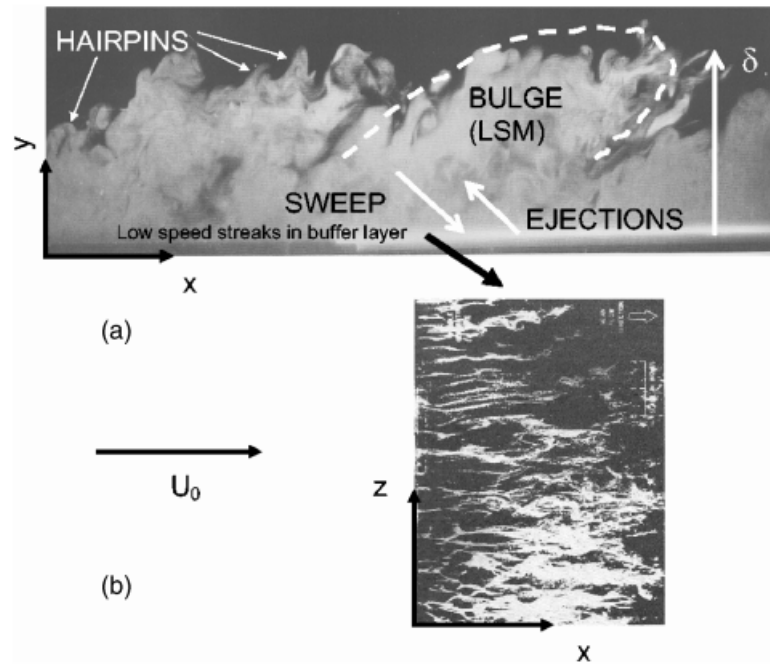 HAIRPINS
δ
BULGE
(LSM)
y
SWEEP
EJECTIONS
Low speed streaks in buffer layer
x
(a)
U₀
z
(b)
x